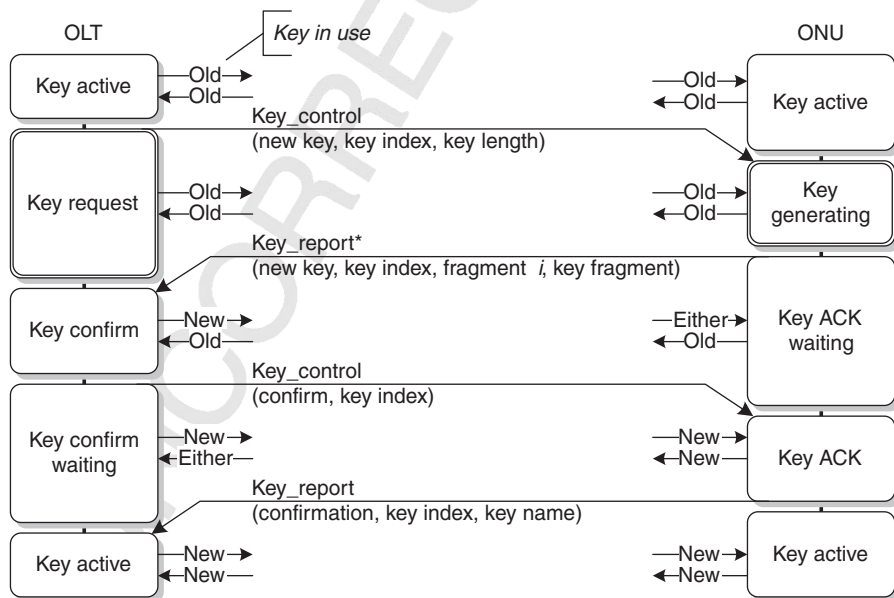 OLT
Key in use
ONU
Key active
Old
Old
Old
Old
Key active
Key_control
(new key, key index, key length)
Key request
Old
Old
Old
Old
Key
generating
Key_report*
(new key, key index, fragment i, key fragment)
Key confirm
New
Old
Either
Old
Key ACK
waiting
Key_control
(confirm, key index)
Key confirm
waiting
New
Either
New
New
Key ACK
Key_report
(confirmation, key index, key name)
Key active
New
New
New
New
Key active
NCORREC